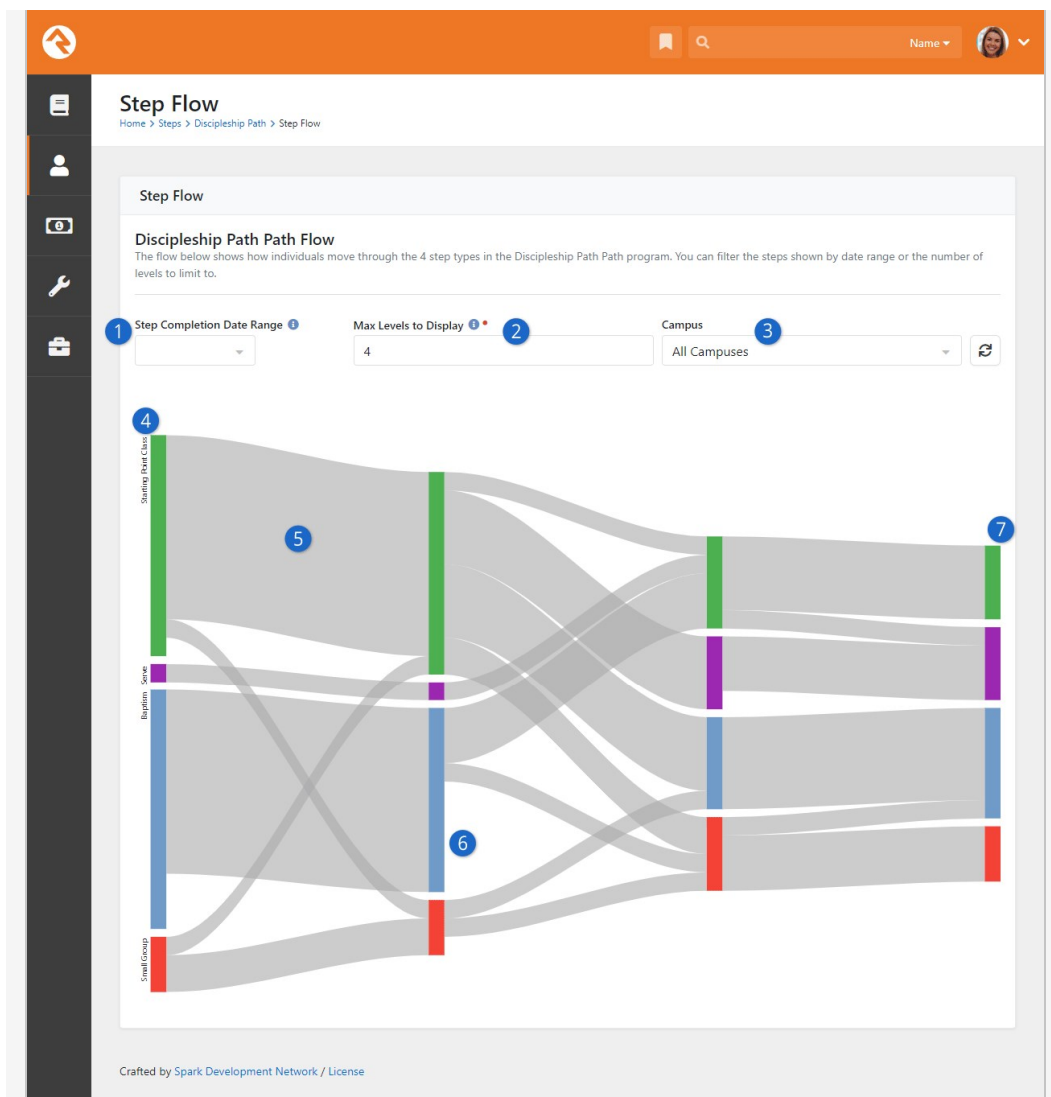 Name
Step Flow
Home > Steps > Discipleship Path > Step Flow
Step Flow
Discipleship Path Path Flow
The flow below shows how individuals move through the 4 step types in the Discipleship Path Path program. You can filter the steps shown by date range or the number of
levels to limit to.
1 Step Completion Date Range
Max Levels to Display • 2
Campus 3
4
All Campuses
4
Starting Point Class
5
7
Serve
Baptism
6
Small Group
Crafted by Spark Development Network / License